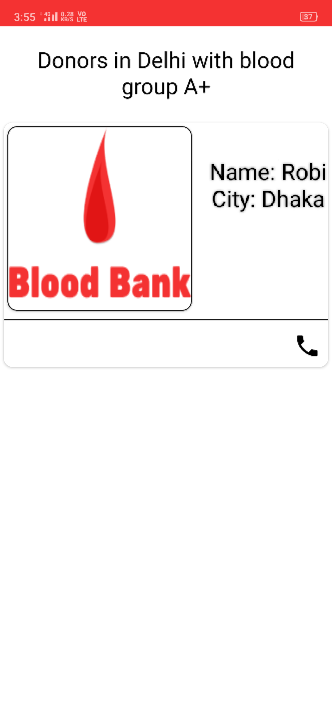 3:55 4G 0.28 KB/S VO LTE 37
Donors in Delhi with blood
group A+
Name: Robi
City: Dhaka
Blood Bank